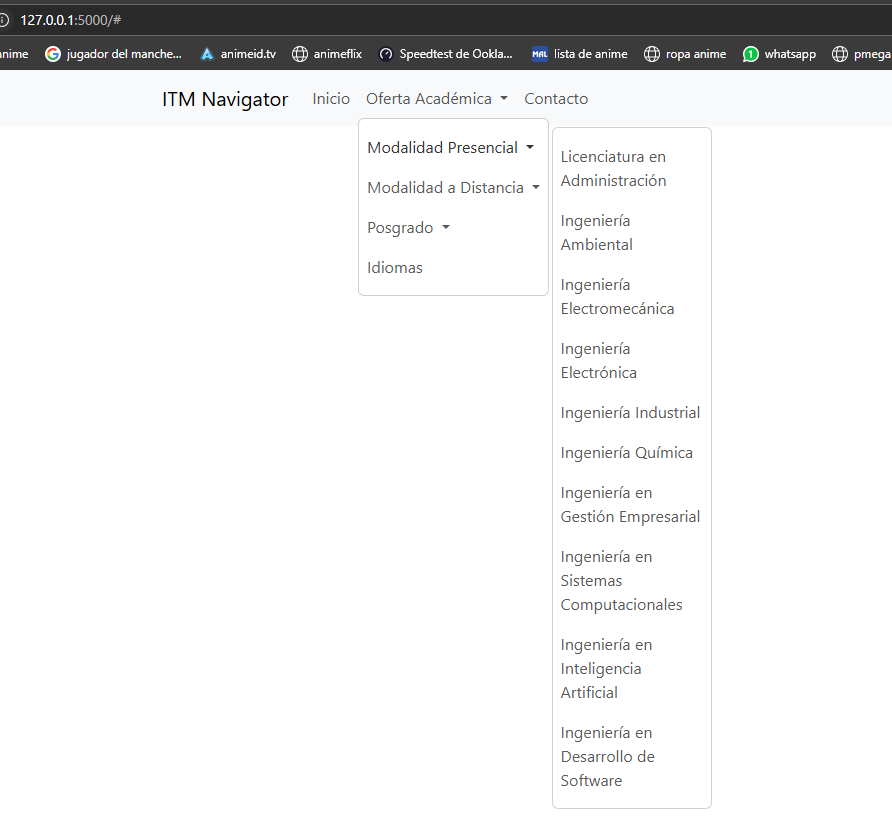 127.0.0.1:5000/#
anime jugador del manche... animeid.tv animeflix Speedtest de Ookla... MAL lista de anime ropa anime 1 whatsapp pmega
ITM Navigator Inicio Oferta Académica Contacto
Modalidad Presencial
Modalidad a Distancia
Posgrado
Idiomas
Licenciatura en
Administración
Ingeniería
Ambiental
Ingeniería
Electromecánica
Ingeniería
Electrónica
Ingeniería Industrial
Ingeniería Química
Ingeniería en
Gestión Empresarial
Ingeniería en
Sistemas
Computacionales
Ingeniería en
Inteligencia
Artificial
Ingeniería en
Desarrollo de
Software